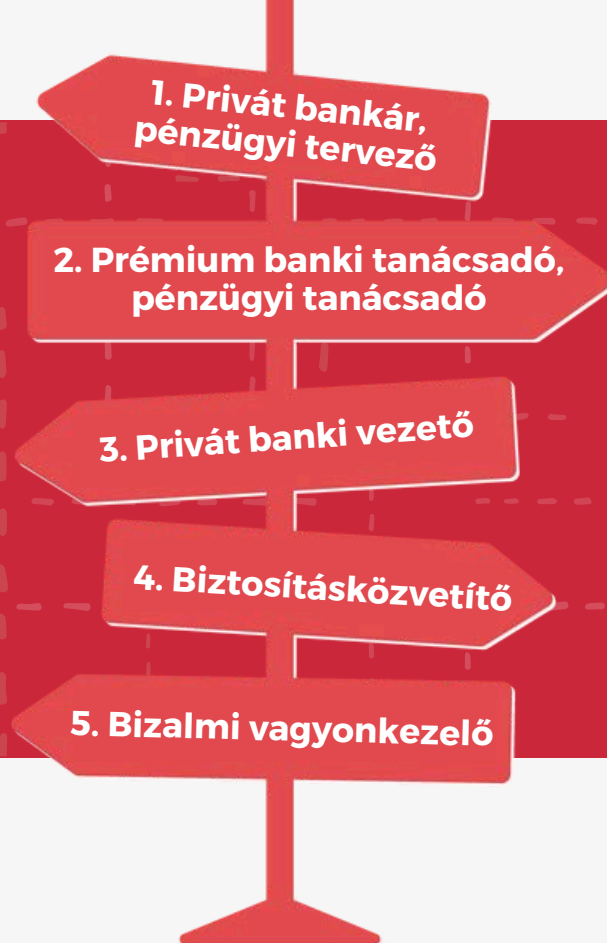 1. Privát bankár,
pénzügyi tervező
2. Prémium banki tanácsadó,
pénzügyi tanácsadó
3. Privát banki vezető
4. Biztosításközvetítő
5. Bizalmi vagyonkezelő